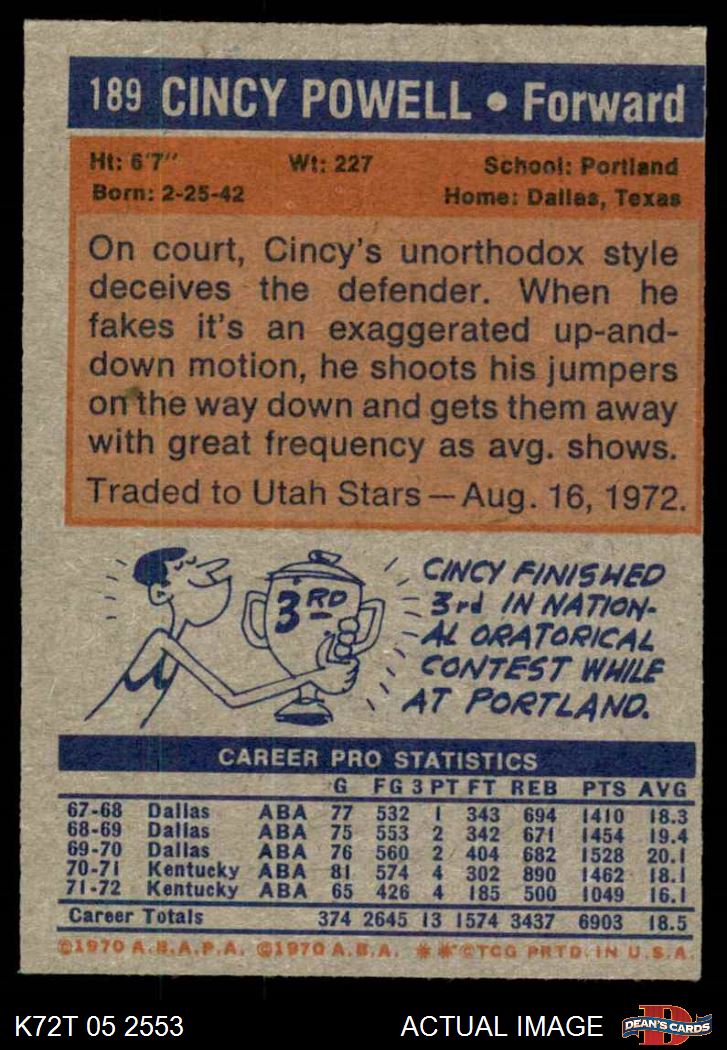 189 CINCY POWELL • Forward
Ht: 6'7" Wt: 227 School: Portland
Born: 2-25-42 Home: Dallas, Texas
On court, Cincy's unorthodox style
deceives the defender. When he
fakes it's an exaggerated up-and-
down motion, he shoots his jumpers
on the way down and gets them away
with great frequency as avg. shows.
Traded to Utah Stars — Aug. 16, 1972.
3RD
CINCY FINISHED
3rd IN NATION-
AL ORATORICAL
CONTEST WHILE
AT PORTLAND.
CAREER PRO STATISTICS
G FG 3PT FT REB PTS AVG
67-68 Dallas ABA 77 532 1 343 694 1410 18.3
68-69 Dallas ABA 75 553 2 342 671 1454 19.4
69-70 Dallas ABA 76 560 2 404 682 1528 20.1
70-71 Kentucky ABA 81 574 4 302 890 1462 18.1
71-72 Kentucky ABA 65 426 4 185 500 1049 16.1
Career Totals 374 2645 13 1574 3437 6903 18.5
©1970 A.B.A.P.A. ©1970 A.B.A. ** ©TCG PRTD. IN U.S.A.
K72T 05 2553 ACTUAL IMAGE D DEAN'S CARDS